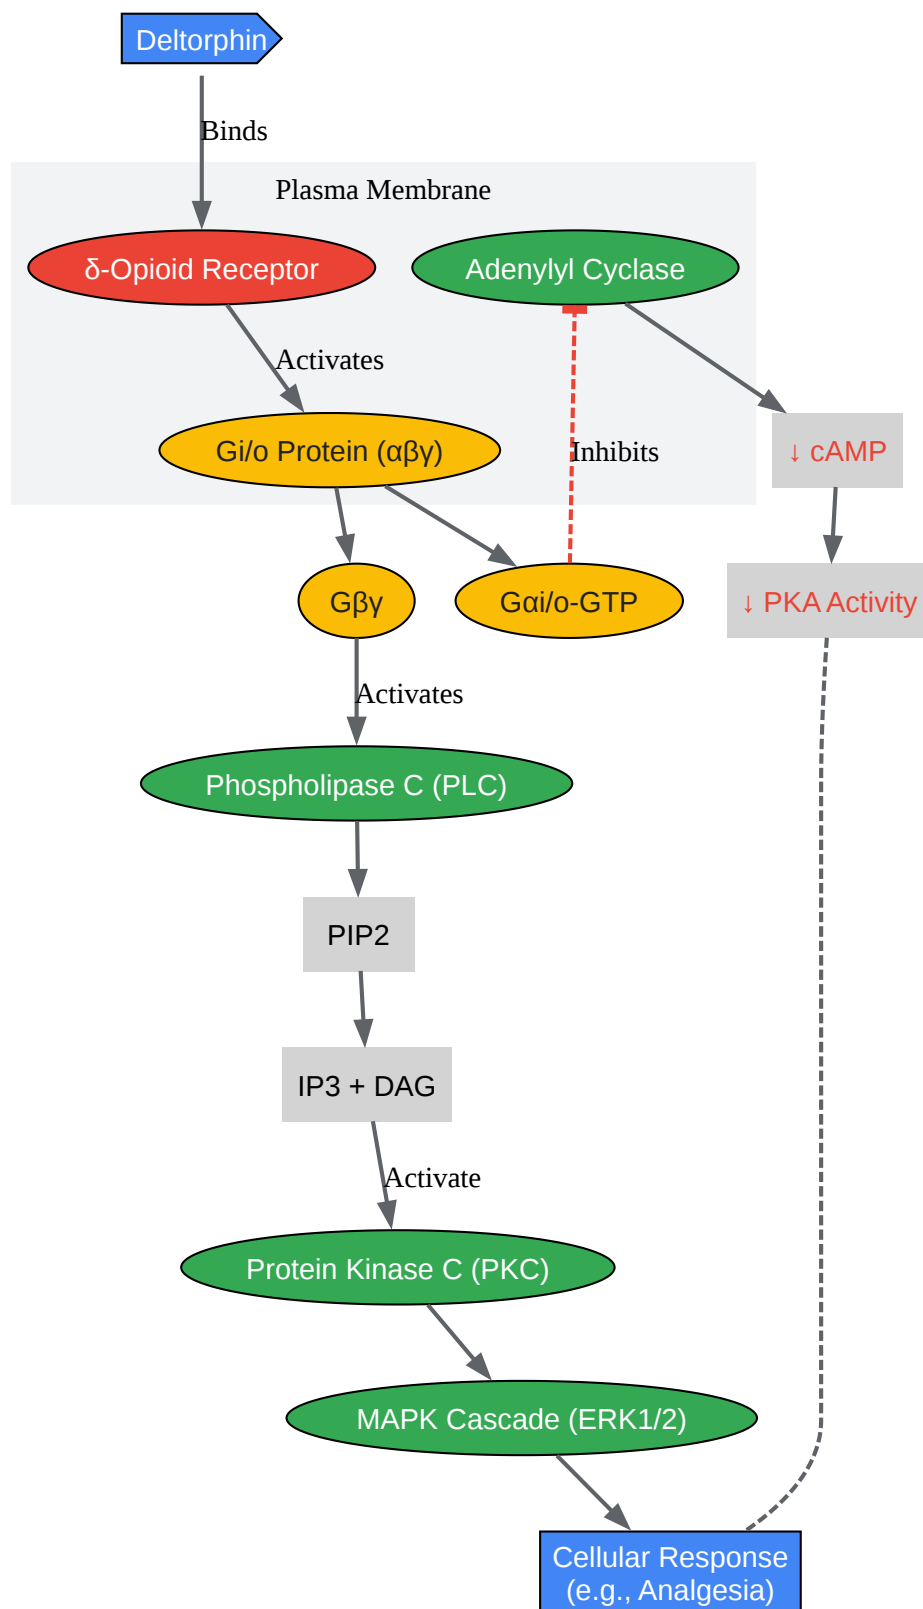 Deltorphin
Binds
Plasma Membrane
δ-Opioid Receptor
Adenylyl Cyclase
Activates
Gi/o Protein (αβγ)
Inhibits
↓ cAMP
Gβγ
Gαi/o-GTP
↓ PKA Activity
Activates
Phospholipase C (PLC)
PIP2
IP3 + DAG
Activate
Protein Kinase C (PKC)
MAPK Cascade (ERK1/2)
Cellular Response
(e.g., Analgesia)